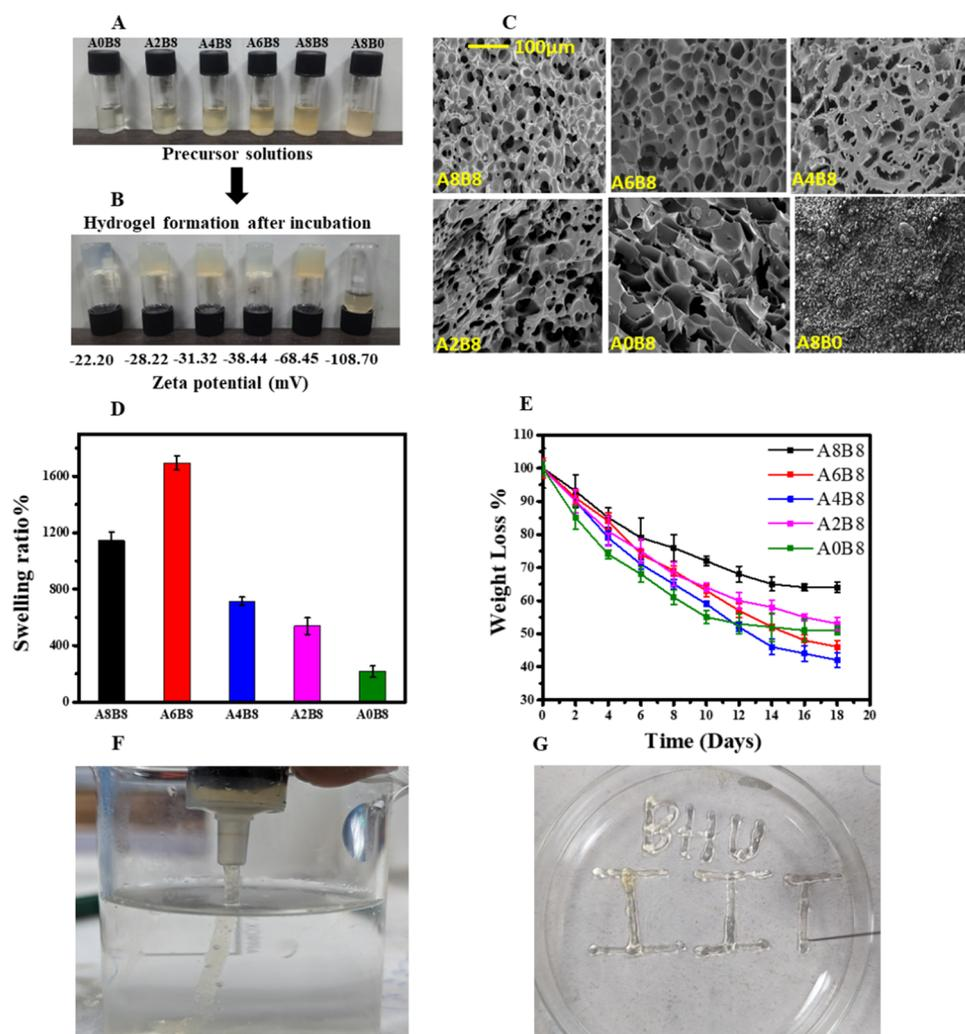 A
A0B8 A2B8 A4B8 A6B8 A8B8 A8B0
Precursor solutions
B
Hydrogel formation after incubation
-22.20 -28.22 -31.32 -38.44 -68.45 -108.70
Zeta potential (mV)
C
100μm
A8B8 A6B8 A4B8
A2B8 A0B8 A8B0
D
Swelling ratio%
1600
1200
800
400
0
A8B8 A6B8 A4B8 A2B8 A0B8
E
Weight Loss %
110
100
90
80
70
60
50
40
30
A8B8
A6B8
A4B8
A2B8
A0B8
0 2 4 6 8 10 12 14 16 18 20
Time (Days)
F
G
BHU
IIT